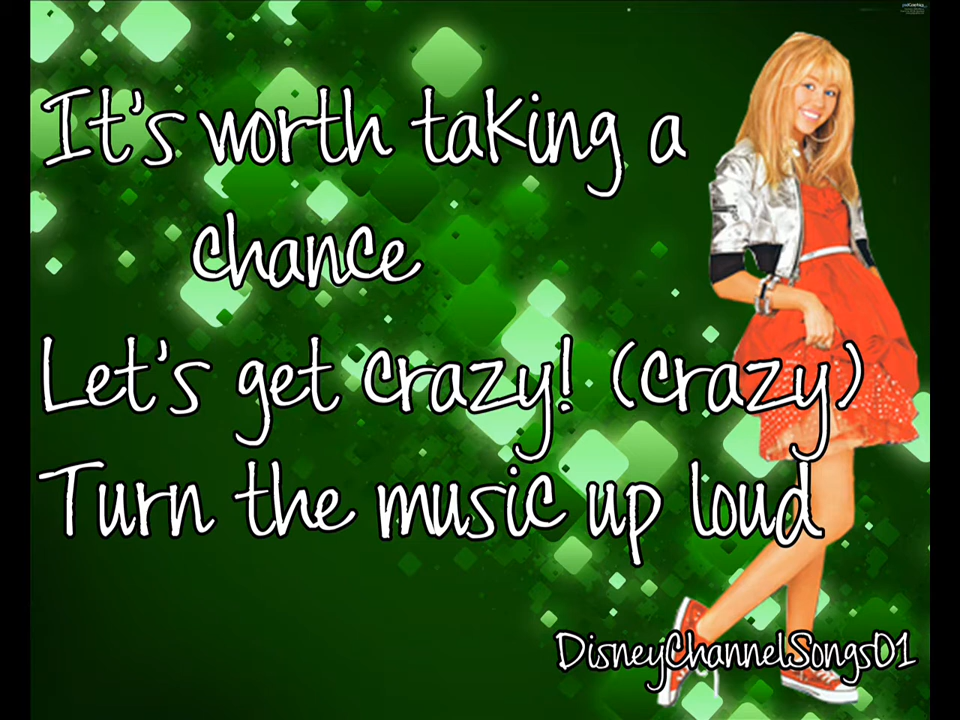 It's worth taking a
chance
Let's get crazy! (crazy)
Turn the music up loud
DisneyChannelSongs01